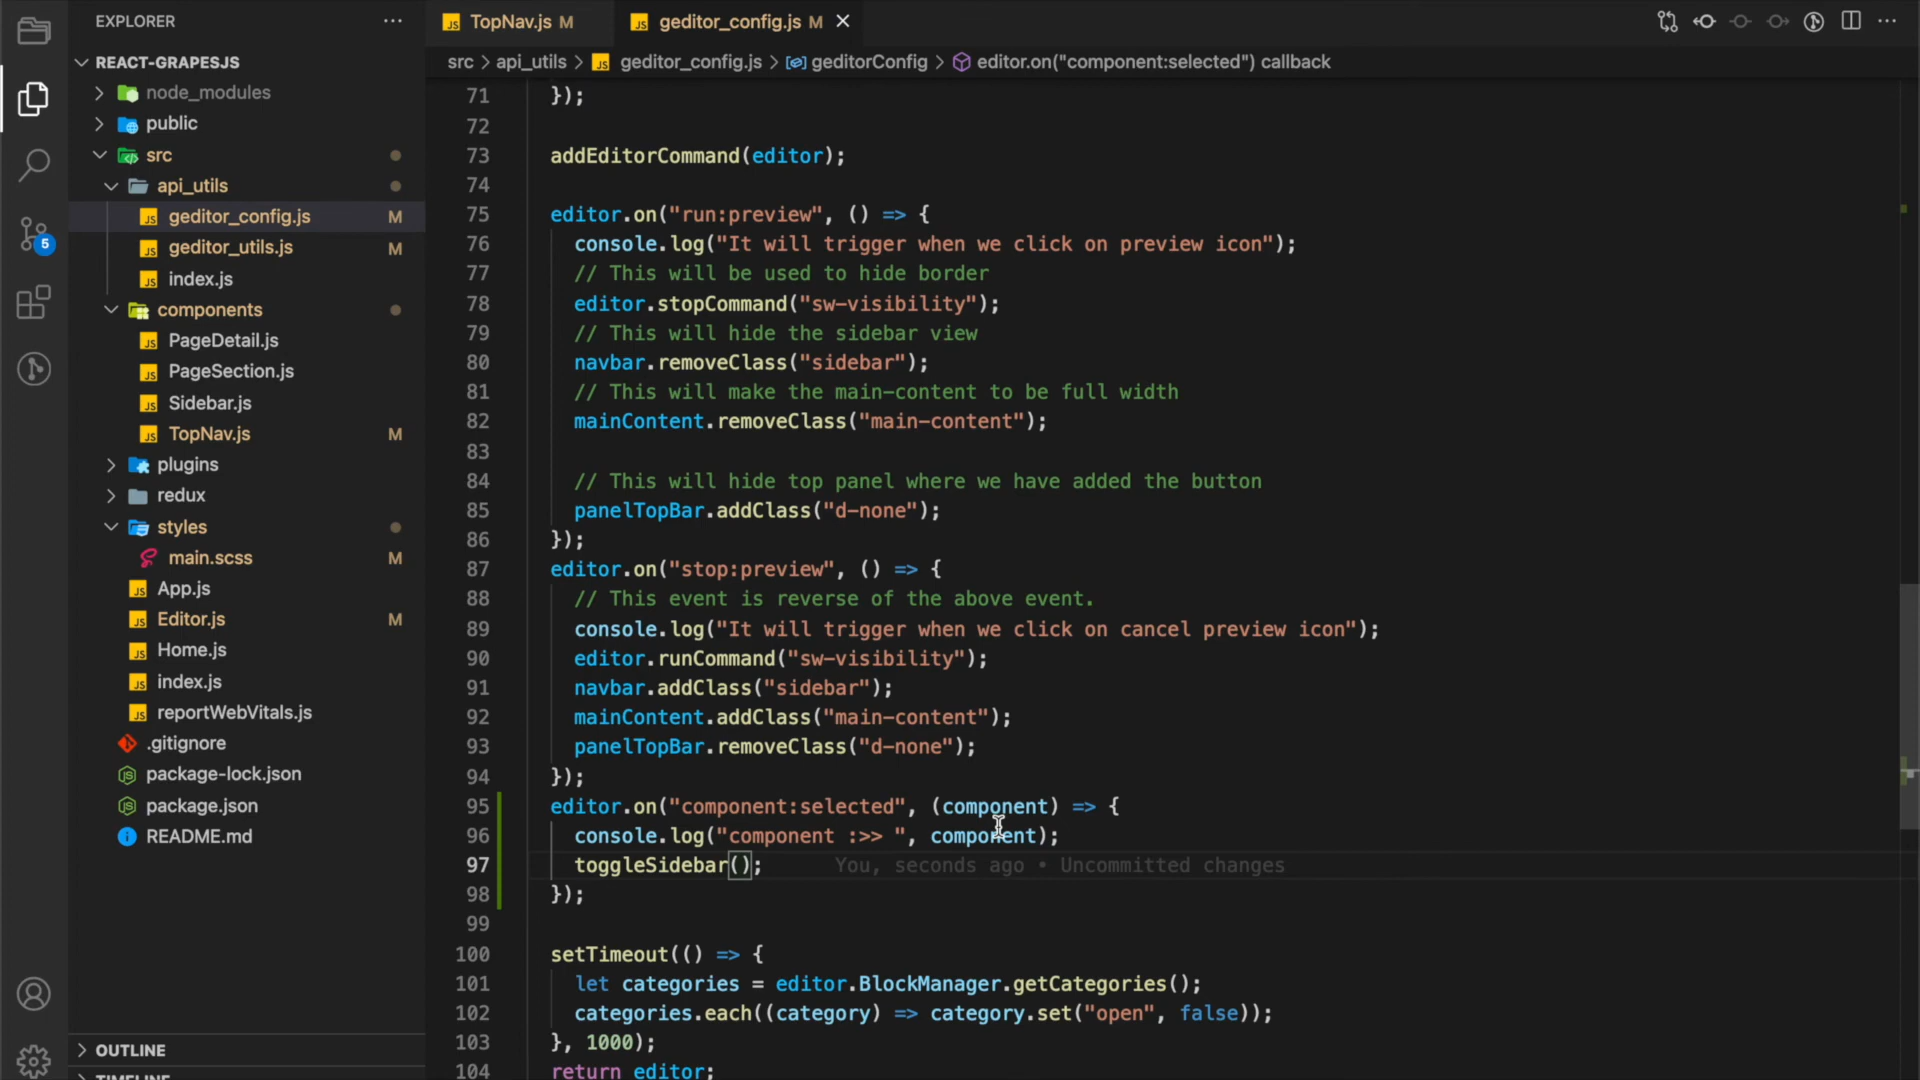 EXPLORER
REACT-GRAPESJS
node_modules
public
src
api_utils
geditor_config.js M
geditor_utils.js M
index.js
components
PageDetail.js
PageSection.js
Sidebar.js
TopNav.js M
plugins
redux
styles
main.scss M
App.js
Editor.js M
Home.js
index.js
reportWebVitals.js
.gitignore
package-lock.json
package.json
README.md
OUTLINE
TIMELINE
5
TopNav.js M
geditor_config.js M
src > api_utils > geditor_config.js > geditorConfig > editor.on("component:selected") callback
71 });
72
73 addEditorCommand(editor);
74
75 editor.on("run:preview", () => {
76 console.log("It will trigger when we click on preview icon");
77 // This will be used to hide border
78 editor.stopCommand("sw-visibility");
79 // This will hide the sidebar view
80 navbar.removeClass("sidebar");
81 // This will make the main-content to be full width
82 mainContent.removeClass("main-content");
83
84 // This will hide top panel where we have added the button
85 panelTopBar.addClass("d-none");
86 });
87 editor.on("stop:preview", () => {
88 // This event is reverse of the above event.
89 console.log("It will trigger when we click on cancel preview icon");
90 editor.runCommand("sw-visibility");
91 navbar.addClass("sidebar");
92 mainContent.addClass("main-content");
93 panelTopBar.removeClass("d-none");
94 });
95 editor.on("component:selected", (component) => {
96 console.log("component :>> ", component);
97 toggleSidebar(); You, seconds ago • Uncommitted changes
98 });
99
100 setTimeout(() => {
101 let categories = editor.BlockManager.getCategories();
102 categories.each((category) => category.set("open", false));
103 }, 1000);
104 return editor;